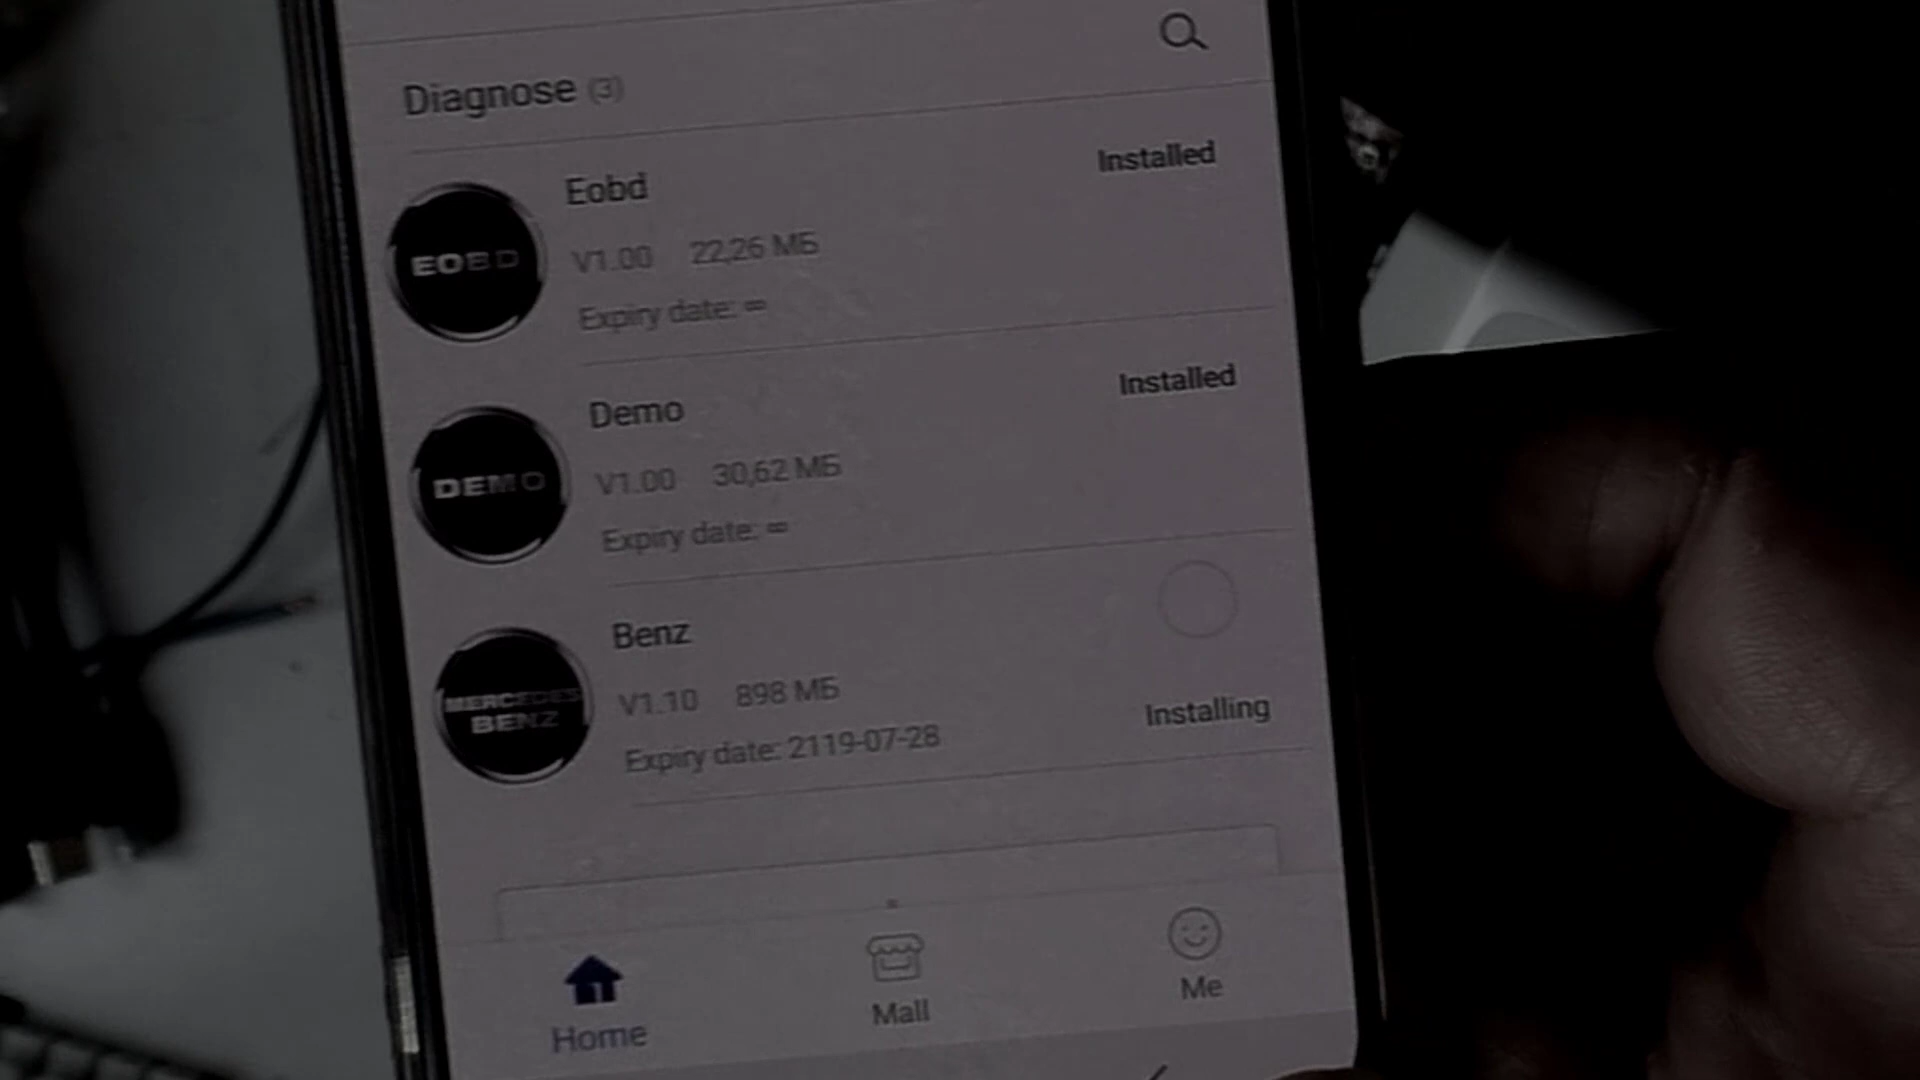 Diagnose (3)
EOBD
Eobd
Installed
V1.00 22,26 МБ
Expiry date: ∞
DEMO
Demo
Installed
V1.00 30,62 МБ
Expiry date: ∞
MERCEDES
BENZ
Benz
V1.10 898 МБ
Installing
Expiry date: 2119-07-28
Home
Mall
Me